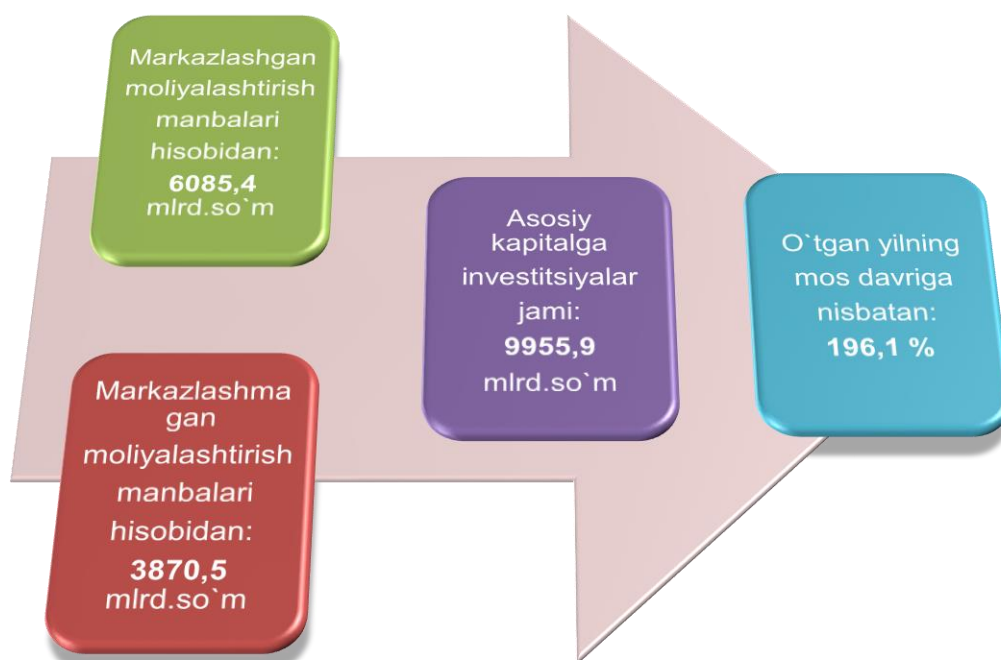 Markazlashgan
moliyalashtirish
manbalari
hisobidan:
6085,4
mlrd.so`m
Markazlashma
gan
moliyalashtirish
manbalari
hisobidan:
3870,5
mlrd.so`m
Asosiy
kapitalga
investitsiyalar
jami:
9955,9
mlrd.so`m
O`tgan yilning
mos davriga
nisbatan:
196,1 %